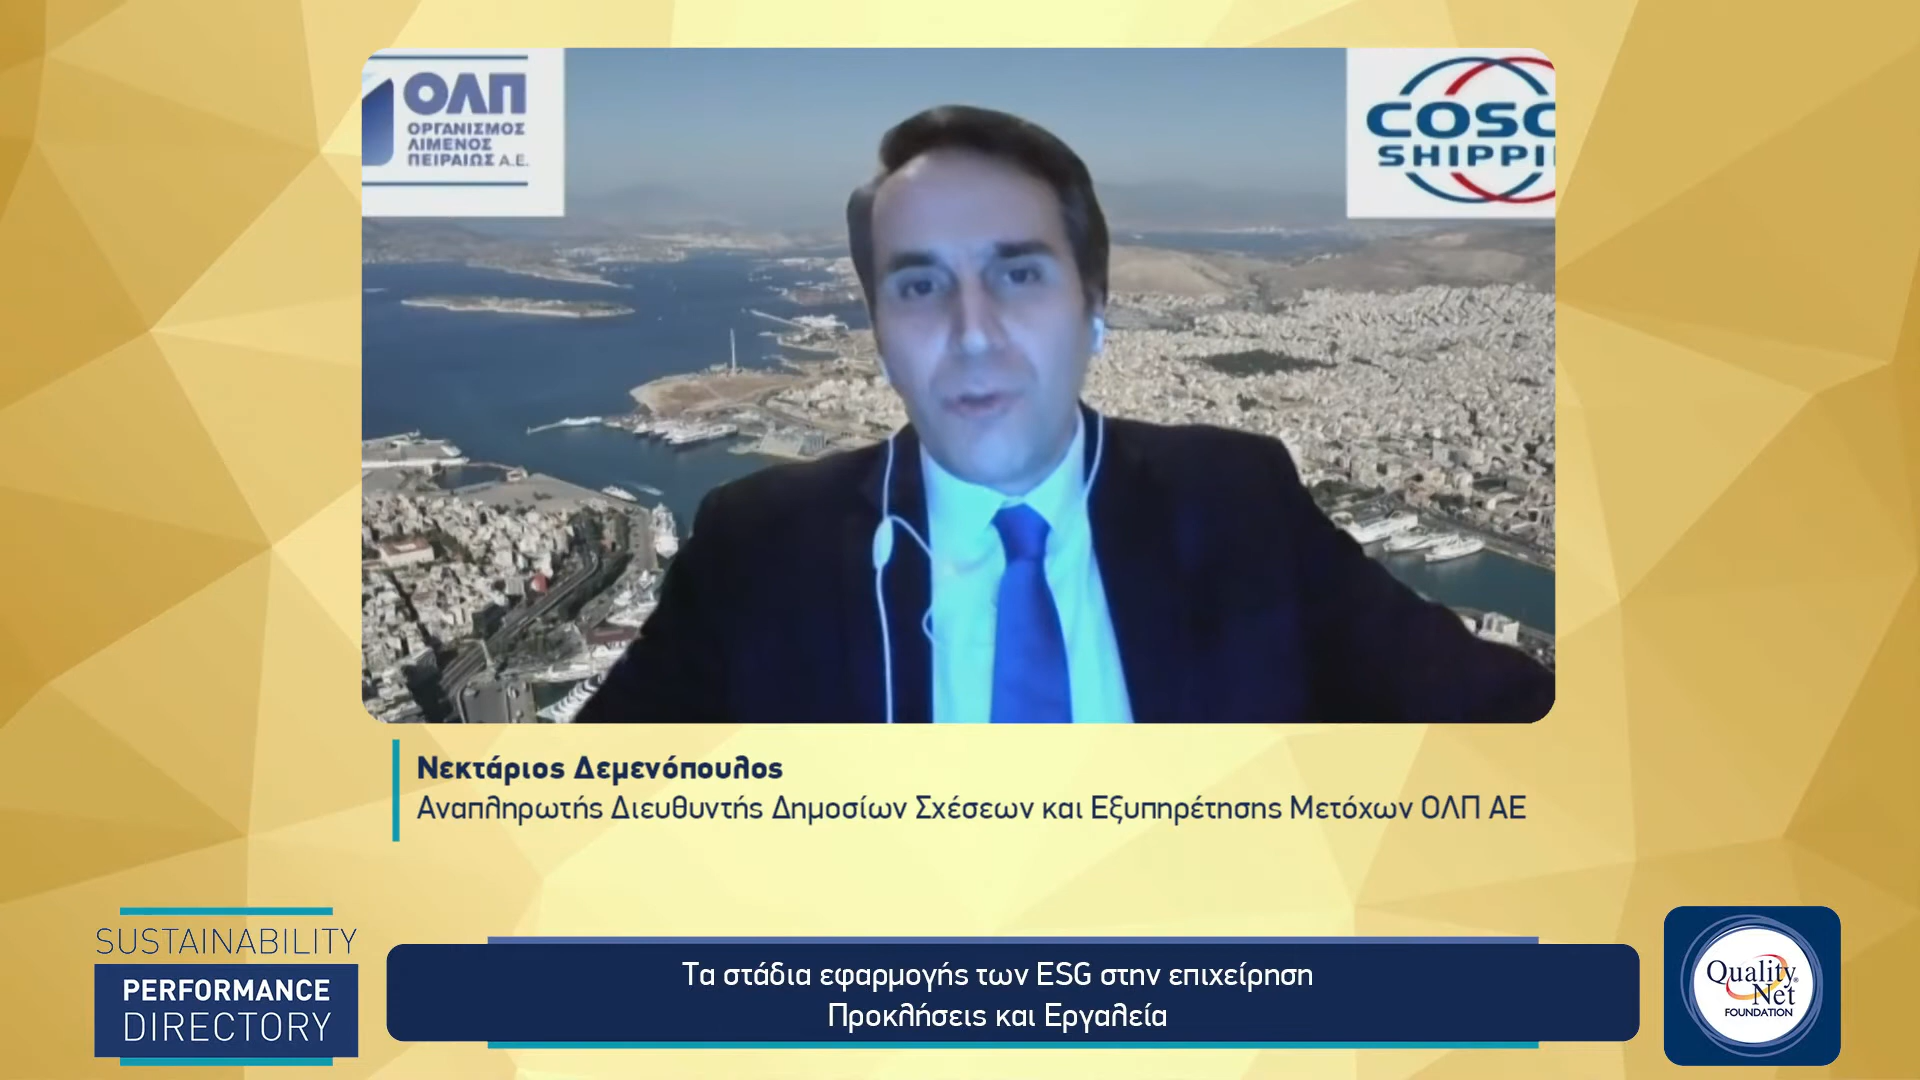 ΟΛΠ
ΟΡΓΑΝΙΣΜΟΣ
ΛΙΜΕΝΟΣ
ΠΕΙΡΑΙΩΣ Α.Ε.
COSC
SHIPPI
Νεκτάριος Δεμενόπουλος
Αναπληρωτής Διευθυντής Δημοσίων Σχέσεων και Εξυπηρέτησης Μετόχων ΟΛΠ ΑΕ
SUSTAINABILITY
PERFORMANCE
DIRECTORY
Τα στάδια εφαρμογής των ESG στην επιχείρηση
Προκλήσεις και Εργαλεία
Quality
Net
FOUNDATION